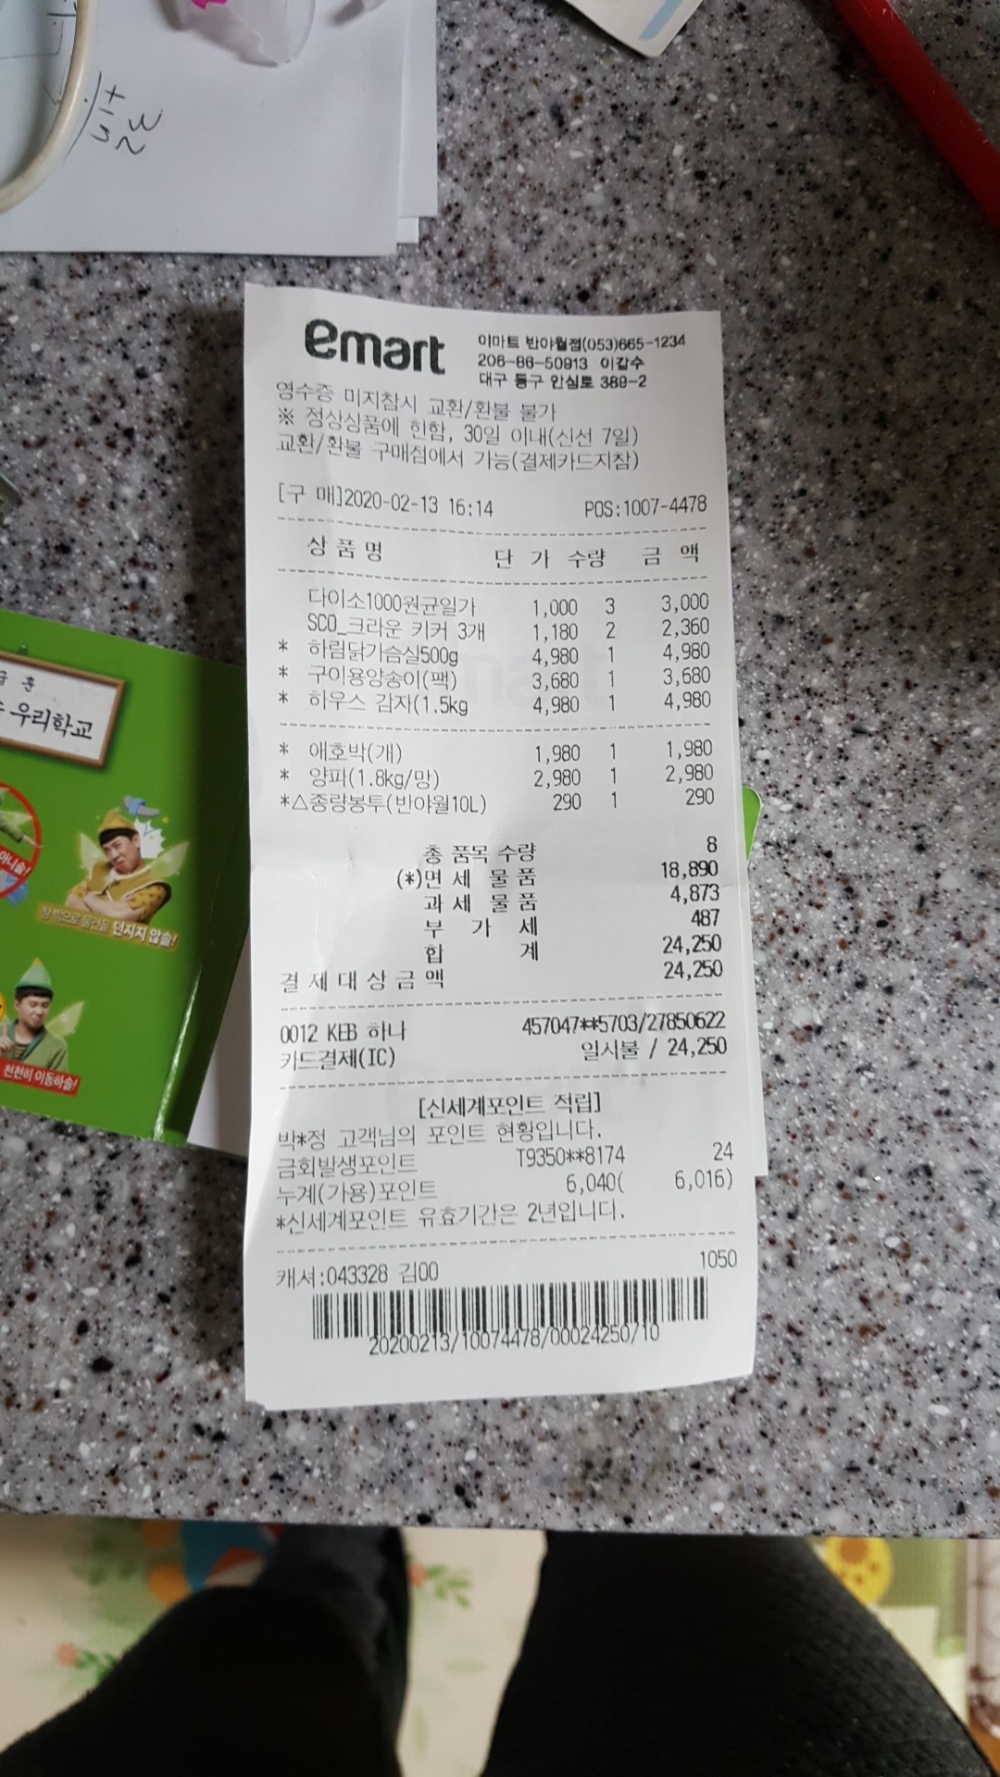 emart
이마트 반야월점(053)665-1234
206-86-50913 이갑수
대구 동구 안심로 389-2
영수증 미지참시 교환/환불 불가
※ 정상상품에 한함, 30일 이내(신선 7일)
교환/환불 구매점에서 가능(결제카드지참)
[구 매]2020-02-13 16:14 POS:1007-4478
상 품 명 단 가 수량 금 액
다이소1000원균일가 1,000 3 3,000
SCO_크라운 키커 3개 1,180 2 2,360
* 하림닭가슴살500g 4,980 1 4,980
* 구이용양송이(팩) 3,680 1 3,680
* 하우스 감자(1.5kg 4,980 1 4,980
* 애호박(개) 1,980 1 1,980
* 양파(1.8kg/망) 2,980 1 2,980
*△종량봉투(반야월10L) 290 1 290
총 품목 수량 8
(*)면 세 물 품 18,890
과 세 물 품 4,873
부 가 세 487
합 계 24,250
결 제 대 상 금 액 24,250
0012 KEB 하나 457047**5703/27850622
카드결제(IC) 일시불 / 24,250
[신세계포인트 적립]
박*정 고객님의 포인트 현황입니다.
금회발생포인트 T9350**8174 24
누계(가용)포인트 6,040( 6,016)
*신세계포인트 유효기간은 2년입니다.
캐셔:043328 김00 1050
20200213/10074478/00024250/10
우리학교
던지지 않솔!
천천히 이동하솔!